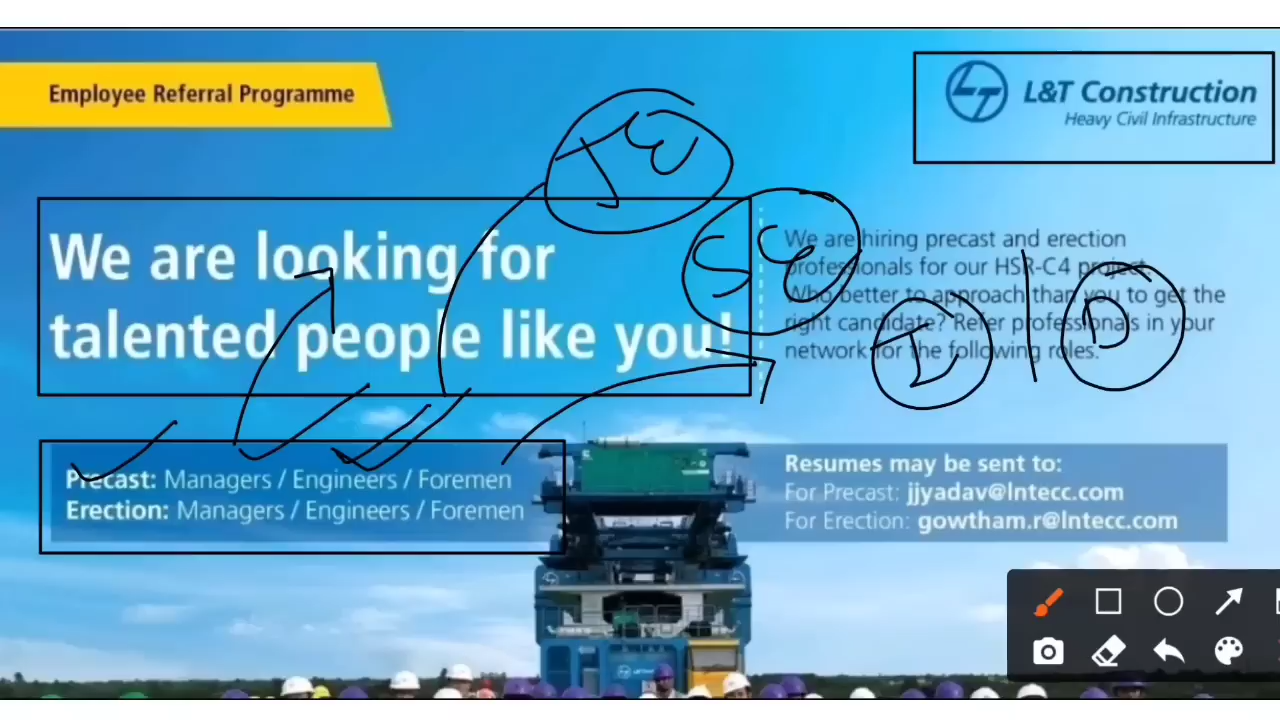 Employee Referral Programme
L&T Construction
Heavy Civil Infrastructure
JE
We are looking for
talented people like you!
SE
We are hiring precast and erection
professionals for our HSR-C4 project.
Who better to approach than you to get the
right candidate? Refer professionals in your
network for the following roles.
I | D
Precast: Managers / Engineers / Foremen
Erection: Managers / Engineers / Foremen
Resumes may be sent to:
For Precast: jjyadav@lntecc.com
For Erection: gowtham.r@lntecc.com